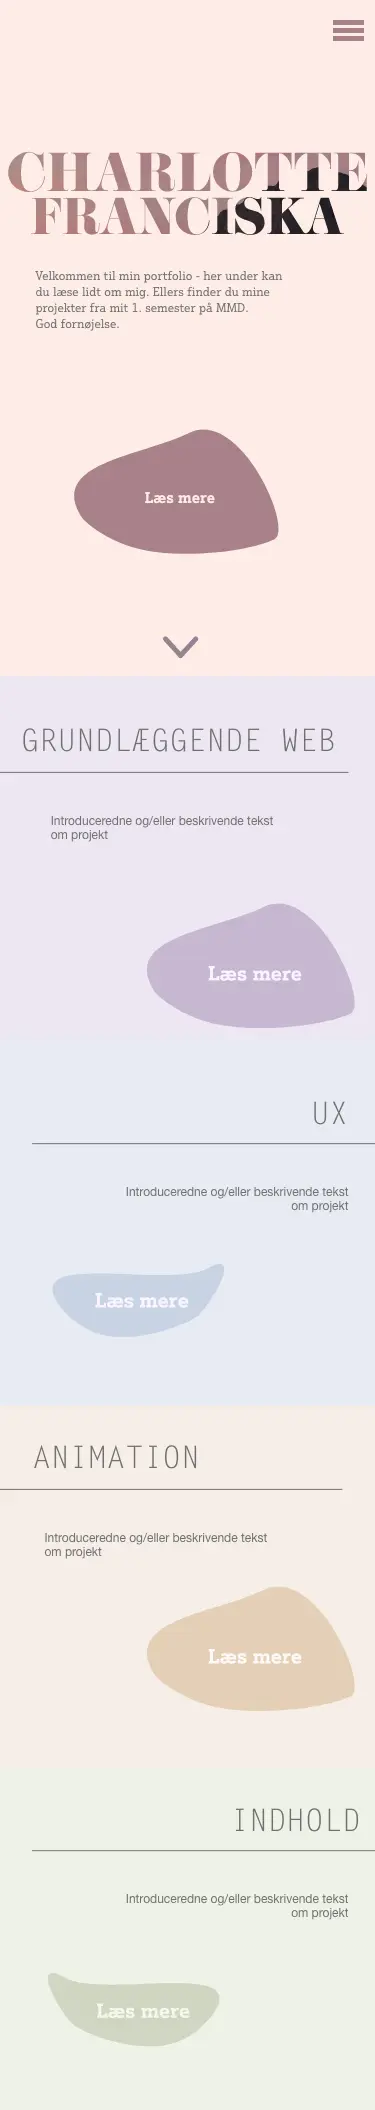 CHARLOTTE
FRANCISKA
Velkommen til min portfolio - her under kan
du læse lidt om mig. Ellers finder du mine
projekter fra mit 1. semester på MMD.
God fornøjelse.
Læs mere
GRUNDLÆGGENDE WEB
Introduceredne og/eller beskrivende tekst
om projekt
Læs mere
UX
Introduceredne og/eller beskrivende tekst
om projekt
Læs mere
ANIMATION
Introduceredne og/eller beskrivende tekst
om projekt
Læs mere
INDHOLD
Introduceredne og/eller beskrivende tekst
om projekt
Læs mere